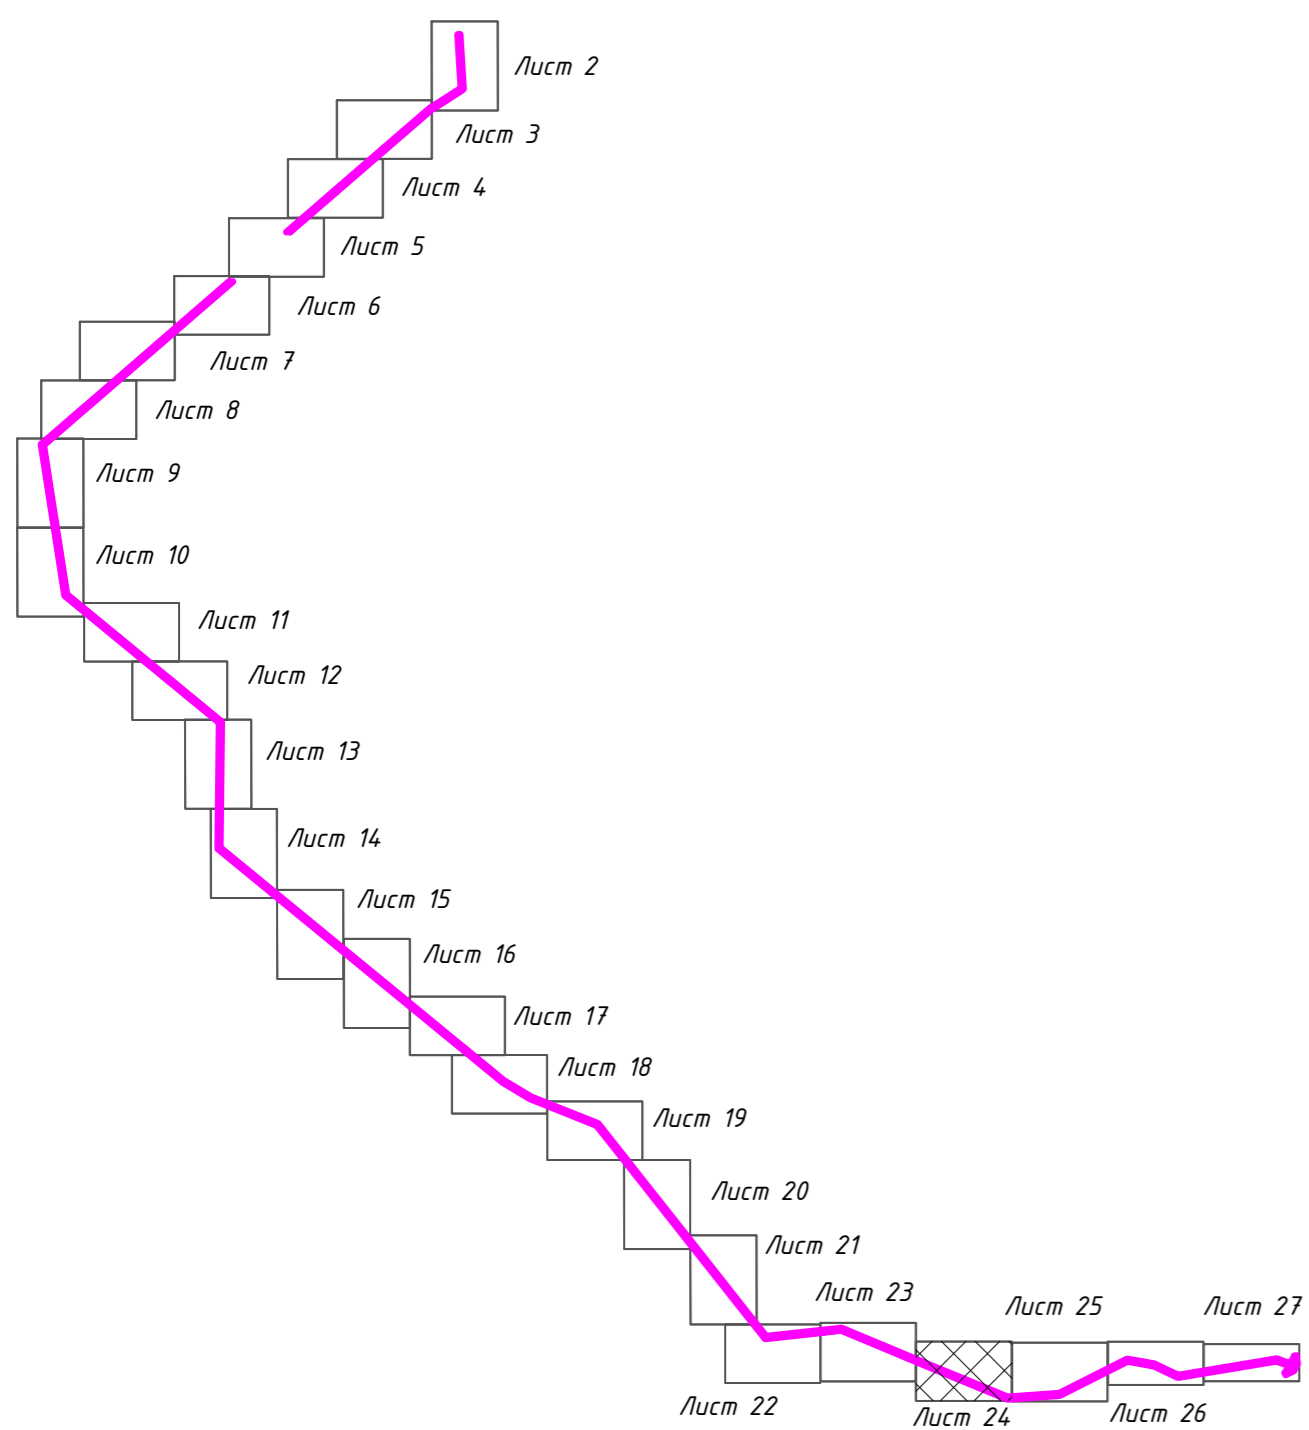 Лист 2
Лист 3
Лист 4
Лист 5
Лист 6
Лист 7
Лист 8
Лист 9
Лист 10
Лист 11
Лист 12
Лист 13
Лист 14
Лист 15
Лист 16
Лист 17
Лист 18
Лист 19
Лист 20
Лист 21
Лист 22
Лист 23
Лист 24
Лист 25
Лист 26
Лист 27